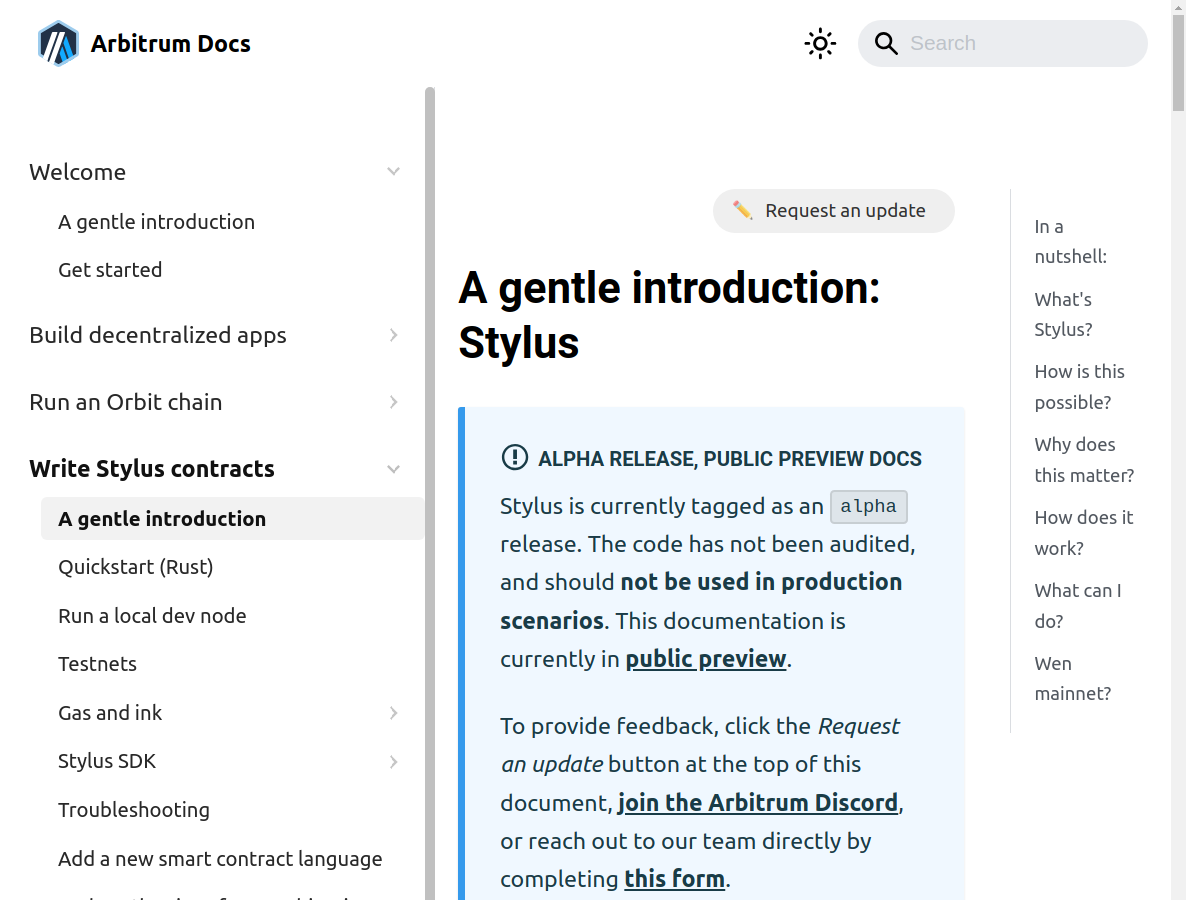 Arbitrum Docs
Search
Welcome
A gentle introduction
Get started
Build decentralized apps
Run an Orbit chain
Write Stylus contracts
A gentle introduction
Quickstart (Rust)
Run a local dev node
Testnets
Gas and ink
Stylus SDK
Troubleshooting
Add a new smart contract language
Request an update
A gentle introduction:
Stylus
ALPHA RELEASE, PUBLIC PREVIEW DOCS
Stylus is currently tagged as an alpha
release. The code has not been audited,
and should not be used in production
scenarios. This documentation is
currently in public preview.
To provide feedback, click the Request
an update button at the top of this
document, join the Arbitrum Discord,
or reach out to our team directly by
completing this form.
In a
nutshell:
What's
Stylus?
How is this
possible?
Why does
this matter?
How does it
work?
What can I
do?
Wen
mainnet?